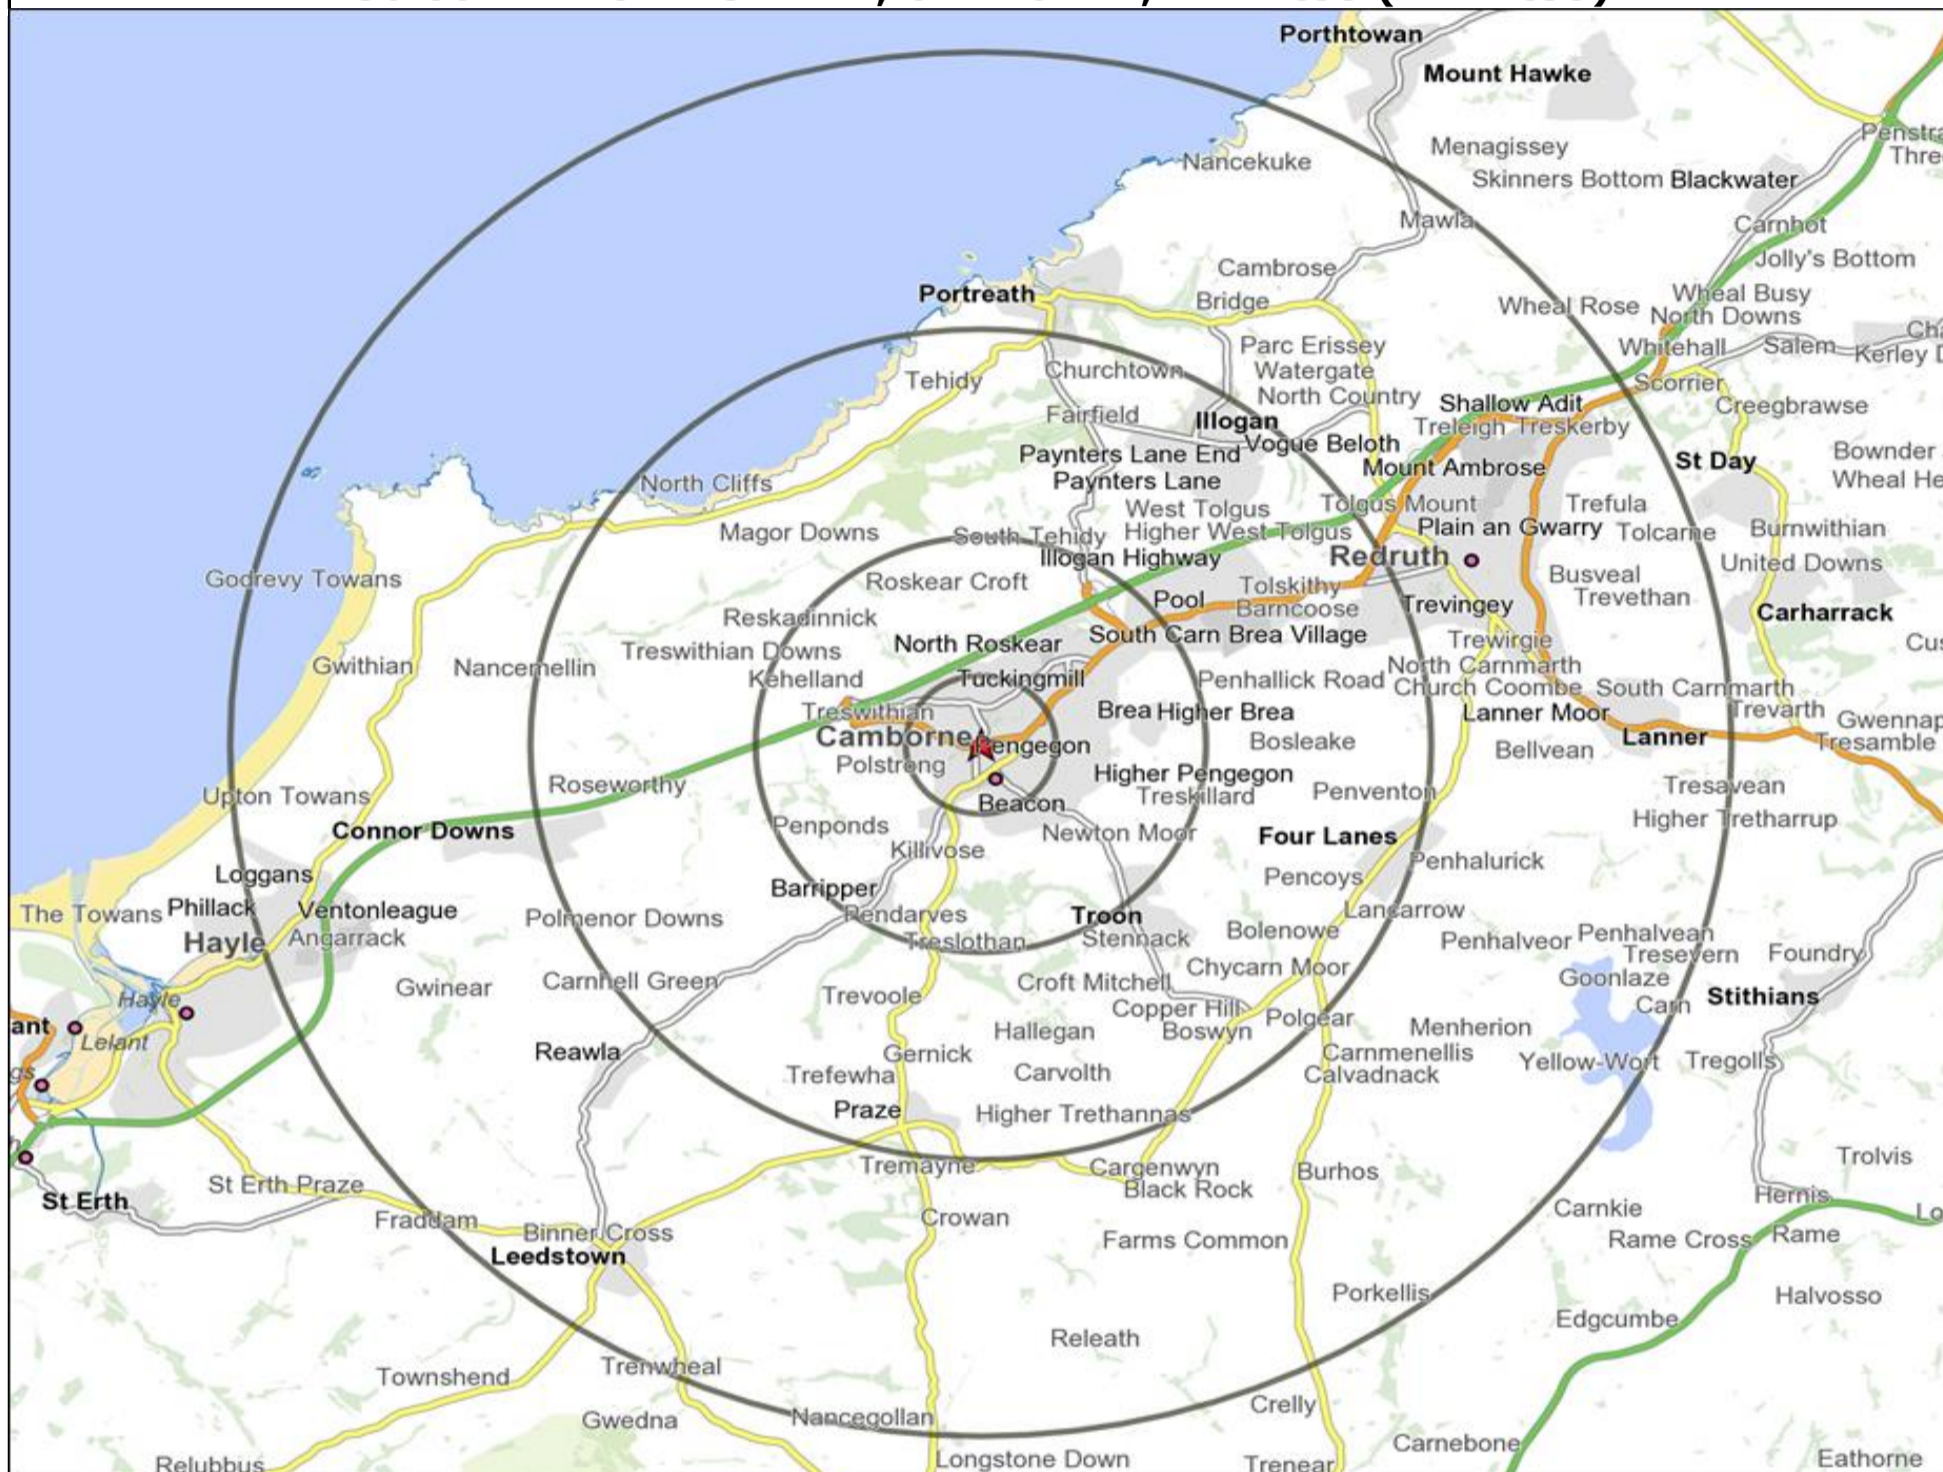 Porthtowan
Mount Hawke
Menagissey
Nancekuke
Skinners Bottom
Blackwater
Mawla
Carnhot
Jolly's Bottom
Cambrose
Portreath
Bridge
Wheal Rose
Wheal Busy
North Downs
Whitehall
Salem
Parc Erissey
Watergate
North Country
Churchtown
Tehidy
Scorrier
Shallow Adit
Creegbrawse
Fairfield
Illogan
Treleigh
Treskerby
Vogue Beloth
Paynters Lane End
Mount Ambrose
St Day
Paynters Lane
North Cliffs
West Tolgus
Tolgus Mount
Trefula
Magor Downs
South Tehidy
Higher West Tolgus
Plain an Gwarry
Tolcarne
Burnwithian
Illogan Highway
Redruth
United Downs
Godrevy Towans
Roskear Croft
Tolskithy
Busveal
Pool
Barncoose
Trevingey
Trevethan
Carharrack
Reskadinnick
North Roskear
South Carn Brea Village
Trewirgie
Treswithian Downs
Gwithian
Nancemellin
Kehelland
Tuckingmill
Penhallick Road
North Carnmarth
Church Coombe
South Carnmarth
Treswithian
Brea
Higher Brea
Lanner Moor
Trevarth
Camborne
Pengegon
Bosleake
Bellvean
Lanner
Tresamble
Polstrong
Higher Pengegon
Roseworthy
Treskillard
Penventon
Tresavean
Upton Towans
Beacon
Higher Tretharrup
Connor Downs
Penponds
Newton Moor
Four Lanes
Killivose
Penhalurick
Loggans
Barripper
Pencoys
The Towans
Phillack
Ventonleague
Polmenor Downs
Pendarves
Troon
Lancarrow
Hayle
Angarrack
Treslothan
Stennack
Bolenowe
Penhalveor
Penhalvean
Tresevern
Foundry
Gwinear
Carnhell Green
Croft Mitchell
Chycarn Moor
Goonlaze
Hayle
Trevoole
Copper Hill
Carn
Stithians
ant
Lelant
Hallegan
Boswyn
Polgear
Menherion
Reawla
Gernick
Carnmenellis
Yellow-Wort
Tregolls
gs
Trefewha
Carvolth
Calvadnack
Praze
Higher Trethannas
Tremayne
Cargenwyn
Burhos
Trolvis
St Erth Praze
Black Rock
St Erth
Hernis
Fraddam
Crowan
Carnkie
Binner Cross
Farms Common
Rame Cross
Rame
Leedstown
Porkellis
Halvosso
Edgcumbe
Releath
Trenwheal
Townshend
Crelly
Gwedna
Nancegollan
Carnebone
Relubbus
Longstone Down
Trenear
Eathorne